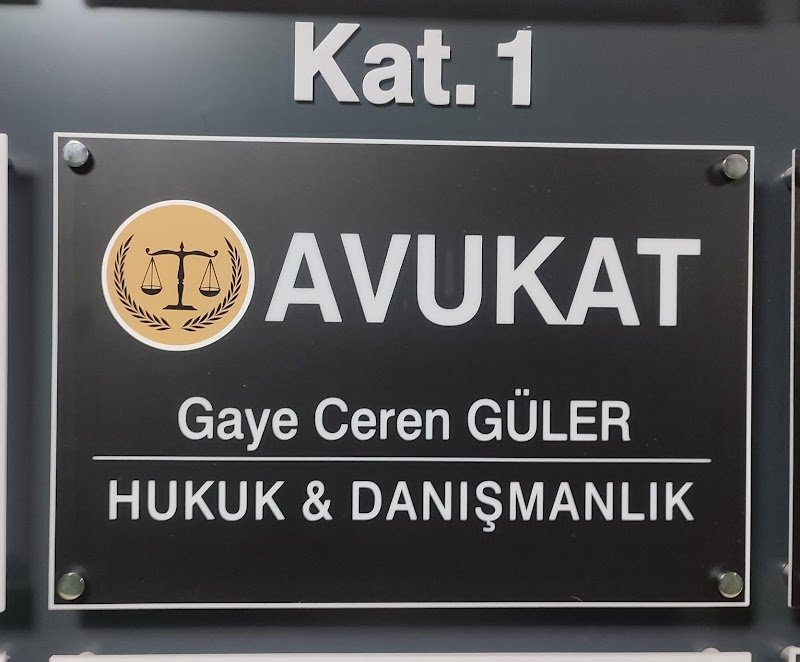 Kat. 1
AVUKAT
Gaye Ceren GÜLER
HUKUK & DANIŞMANLIK